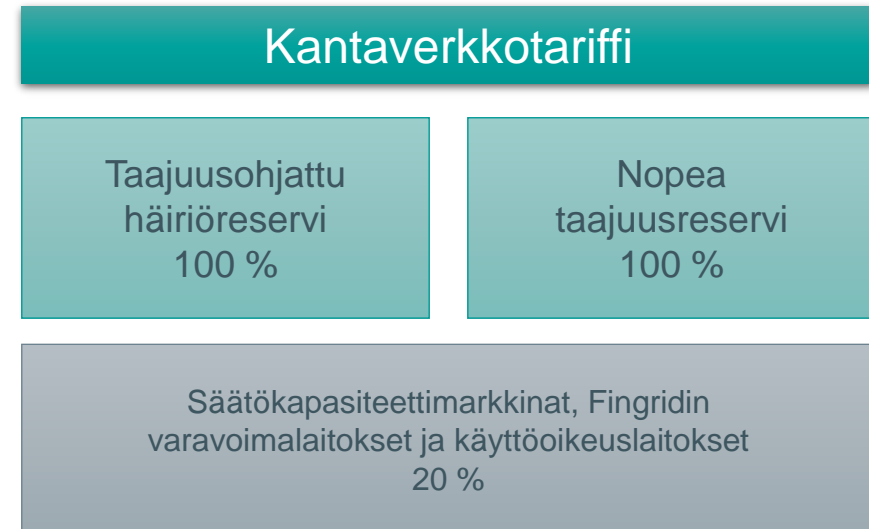 Kantaverkkotariffi
Taajuusohjattu
häiriöreservi
100 %
Nopea
taajuusreservi
100 %
Säätökapasiteettimarkkinat, Fingridin
varavoimalaitokset ja käyttöoikeuslaitokset
20 %